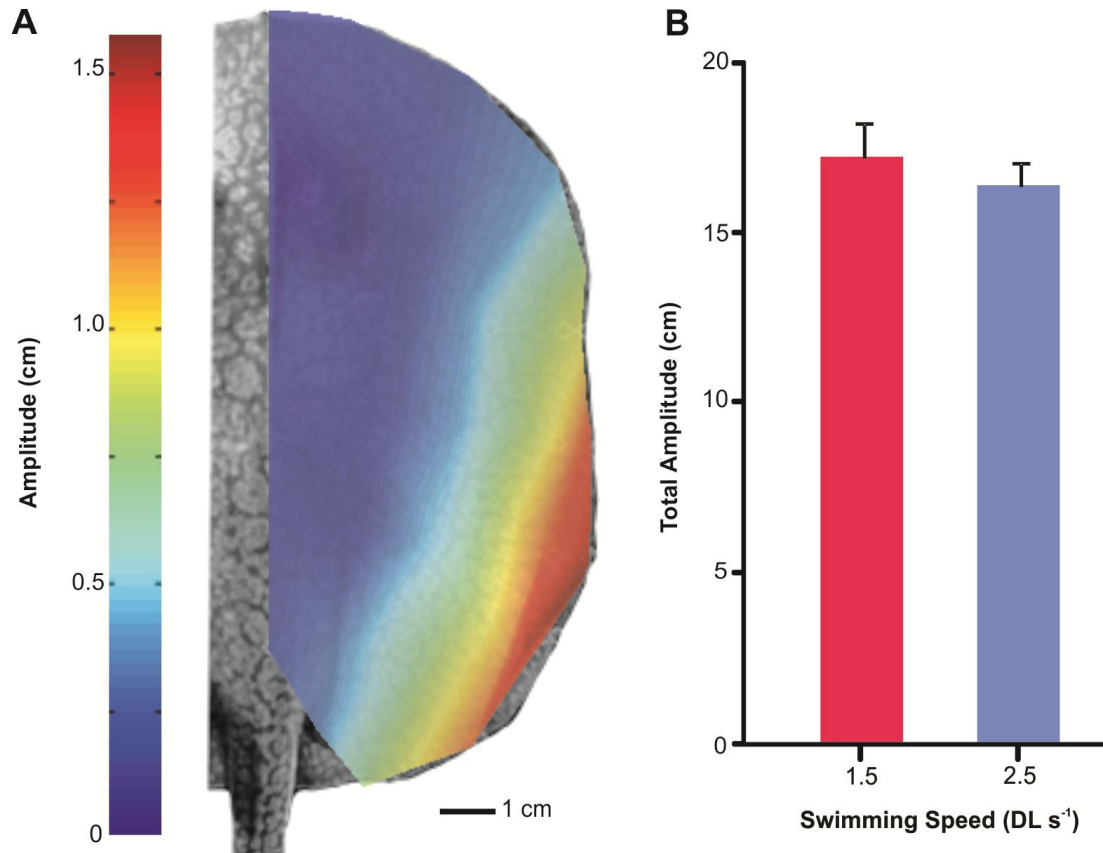 A
1.5
1.0
0.5
0
Amplitude (cm)
1 cm
B
20
15
10
5
0
Total Amplitude (cm)
1.5
2.5
Swimming Speed (DL s⁻¹)